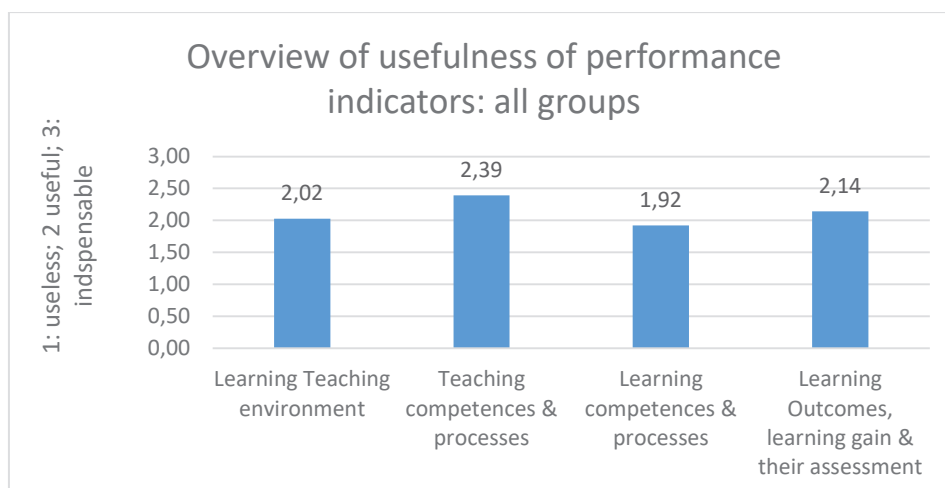 Overview of usefulness of performance
indicators: all groups
1: useless; 2 useful; 3:
indspensable
3,00
2,50
2,00
1,50
1,00
0,50
0,00
2,02
2,39
1,92
2,14
Learning Teaching
environment
Teaching
competences &
processes
Learning
competences &
processes
Learning
Outcomes,
learning gain &
their assessment